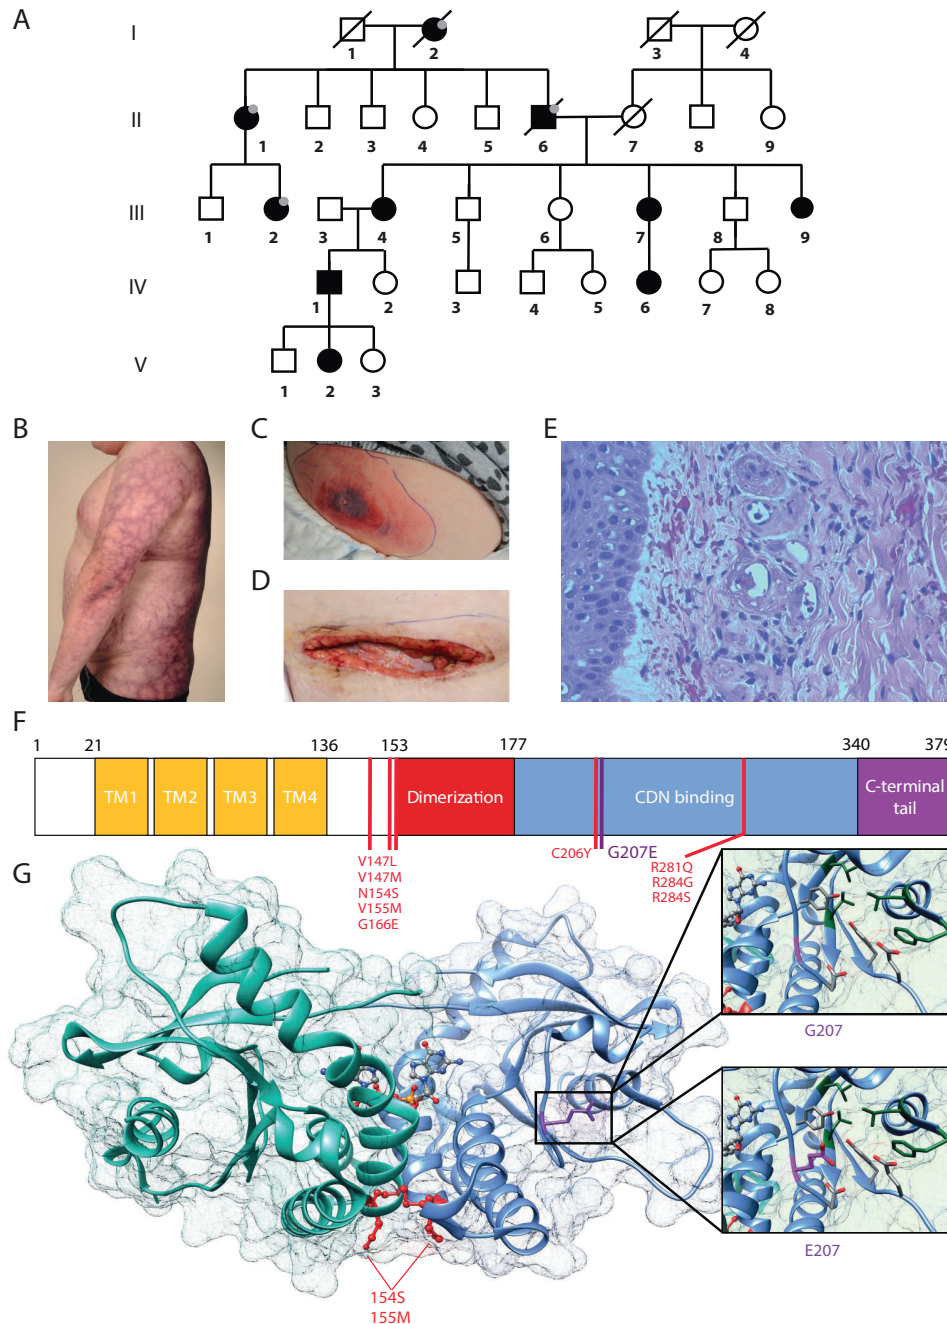 A
I
1 2 3 4
II
1 2 3 4 5 6 7 8 9
III
1 2 3 4 5 6 7 8 9
IV
1 2 3 4 5 6 7 8
V
1 2 3
B
C
D
E
F
1 21 136 153 177 340 379
TM1 TM2 TM3 TM4 Dimerization CDN binding C-terminal
tail
V147L
V147M
N154S
V155M
G166E
C206Y
G207E
R281Q
R284G
R284S
G
G207
E207
154S
155M